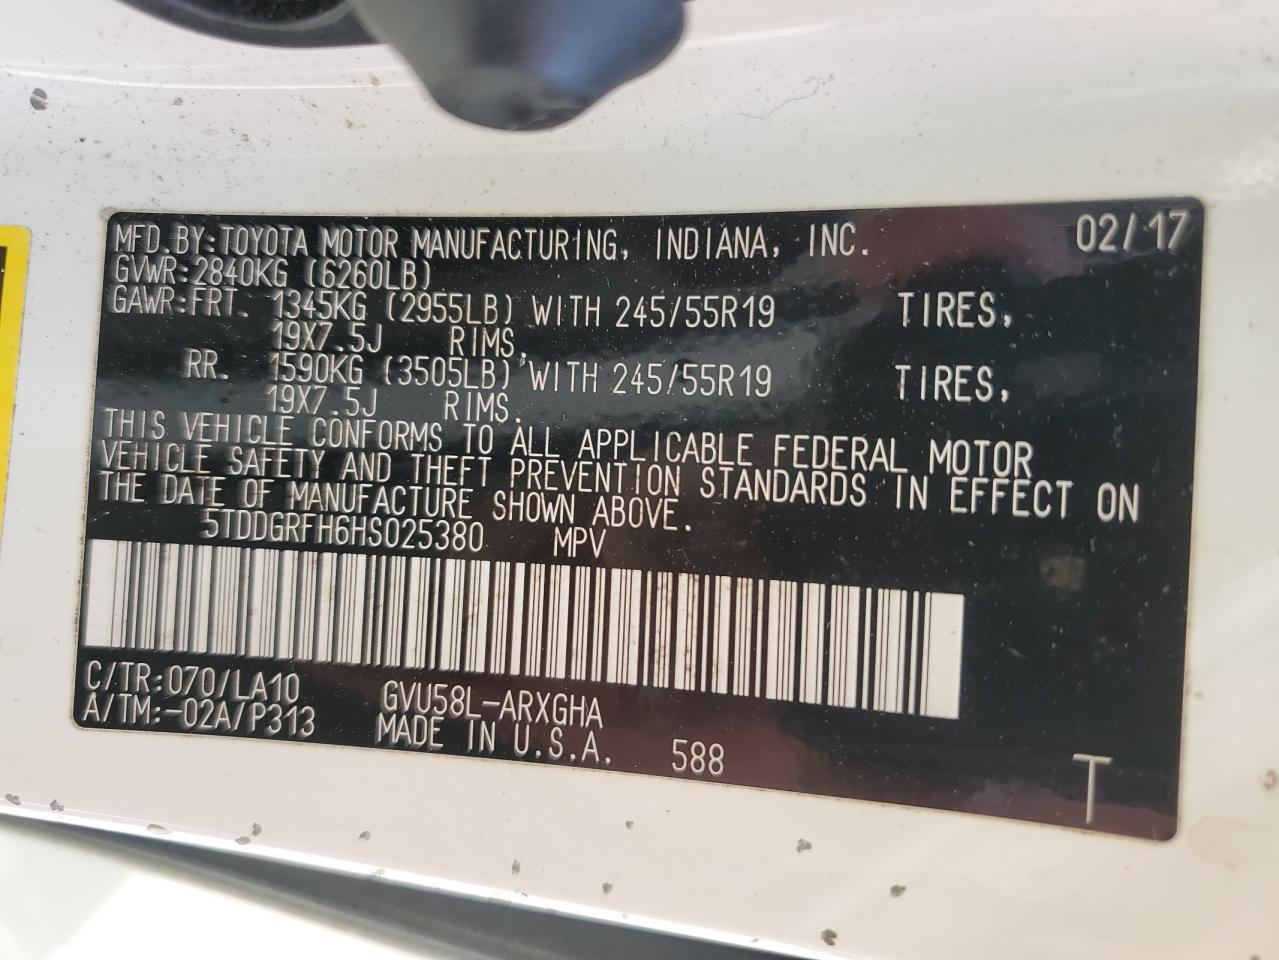 MFD.BY:TOYOTA MOTOR MANUFACTURING, INDIANA, INC. 02/17
GVWR:2840KG (6260LB)
GAWR:FRT. 1345KG (2955LB) WITH 245/55R19 TIRES,
19X7.5J RIMS,
RR. 1590KG (3505LB) WITH 245/55R19 TIRES,
19X7.5J RIMS.
THIS VEHICLE CONFORMS TO ALL APPLICABLE FEDERAL MOTOR
VEHICLE SAFETY AND THEFT PREVENTION STANDARDS IN EFFECT ON
THE DATE OF MANUFACTURE SHOWN ABOVE.
5TDDGRFH6HS025380 MPV
C/TR:070/LA10 GVU58L-ARXGHA
A/TM:-02A/P313 MADE IN U.S.A. 588
T